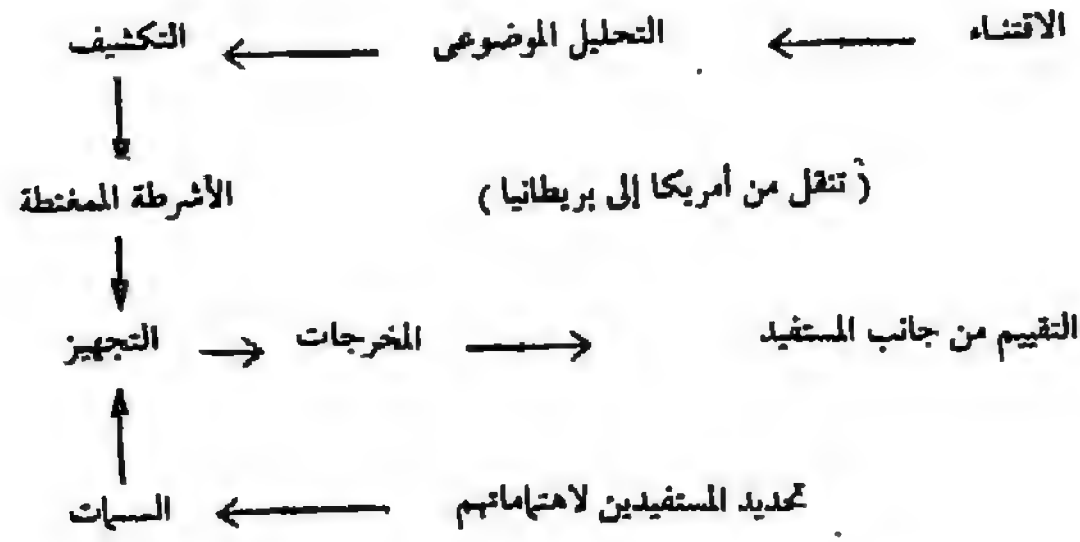 الاقتناء ← التحليل الموضوعى ← التكشيف
↓
الأشرطة الممغنطة ( تنقل من أمريكا إلى بريطانيا )
↓
التجهيز → المخرجات → التقييم من جانب المستفيد
↑
تحديد المستفيدين لاهتماماتهم ← السمات